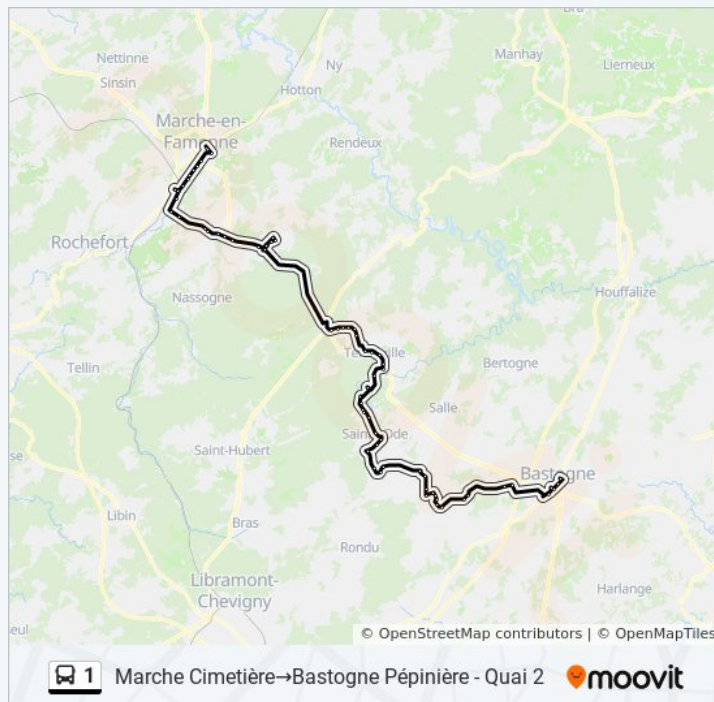 Bra
Nettinne
Ny
Manhay
Lierneux
Sinsin
Hotton
Marche-en-
Famenne
Rendeux
Rochefort
Houffalize
Nassogne
Tellin
Bertogne
Salle
Saint-Hubert
Bastogne
Libin
Bras
Rondu
Libramont-
Chevigny
Harlange
© OpenStreetMap contributors | © OpenMapTiles
1 Marche Cimetière→Bastogne Pépinière - Quai 2 moovit